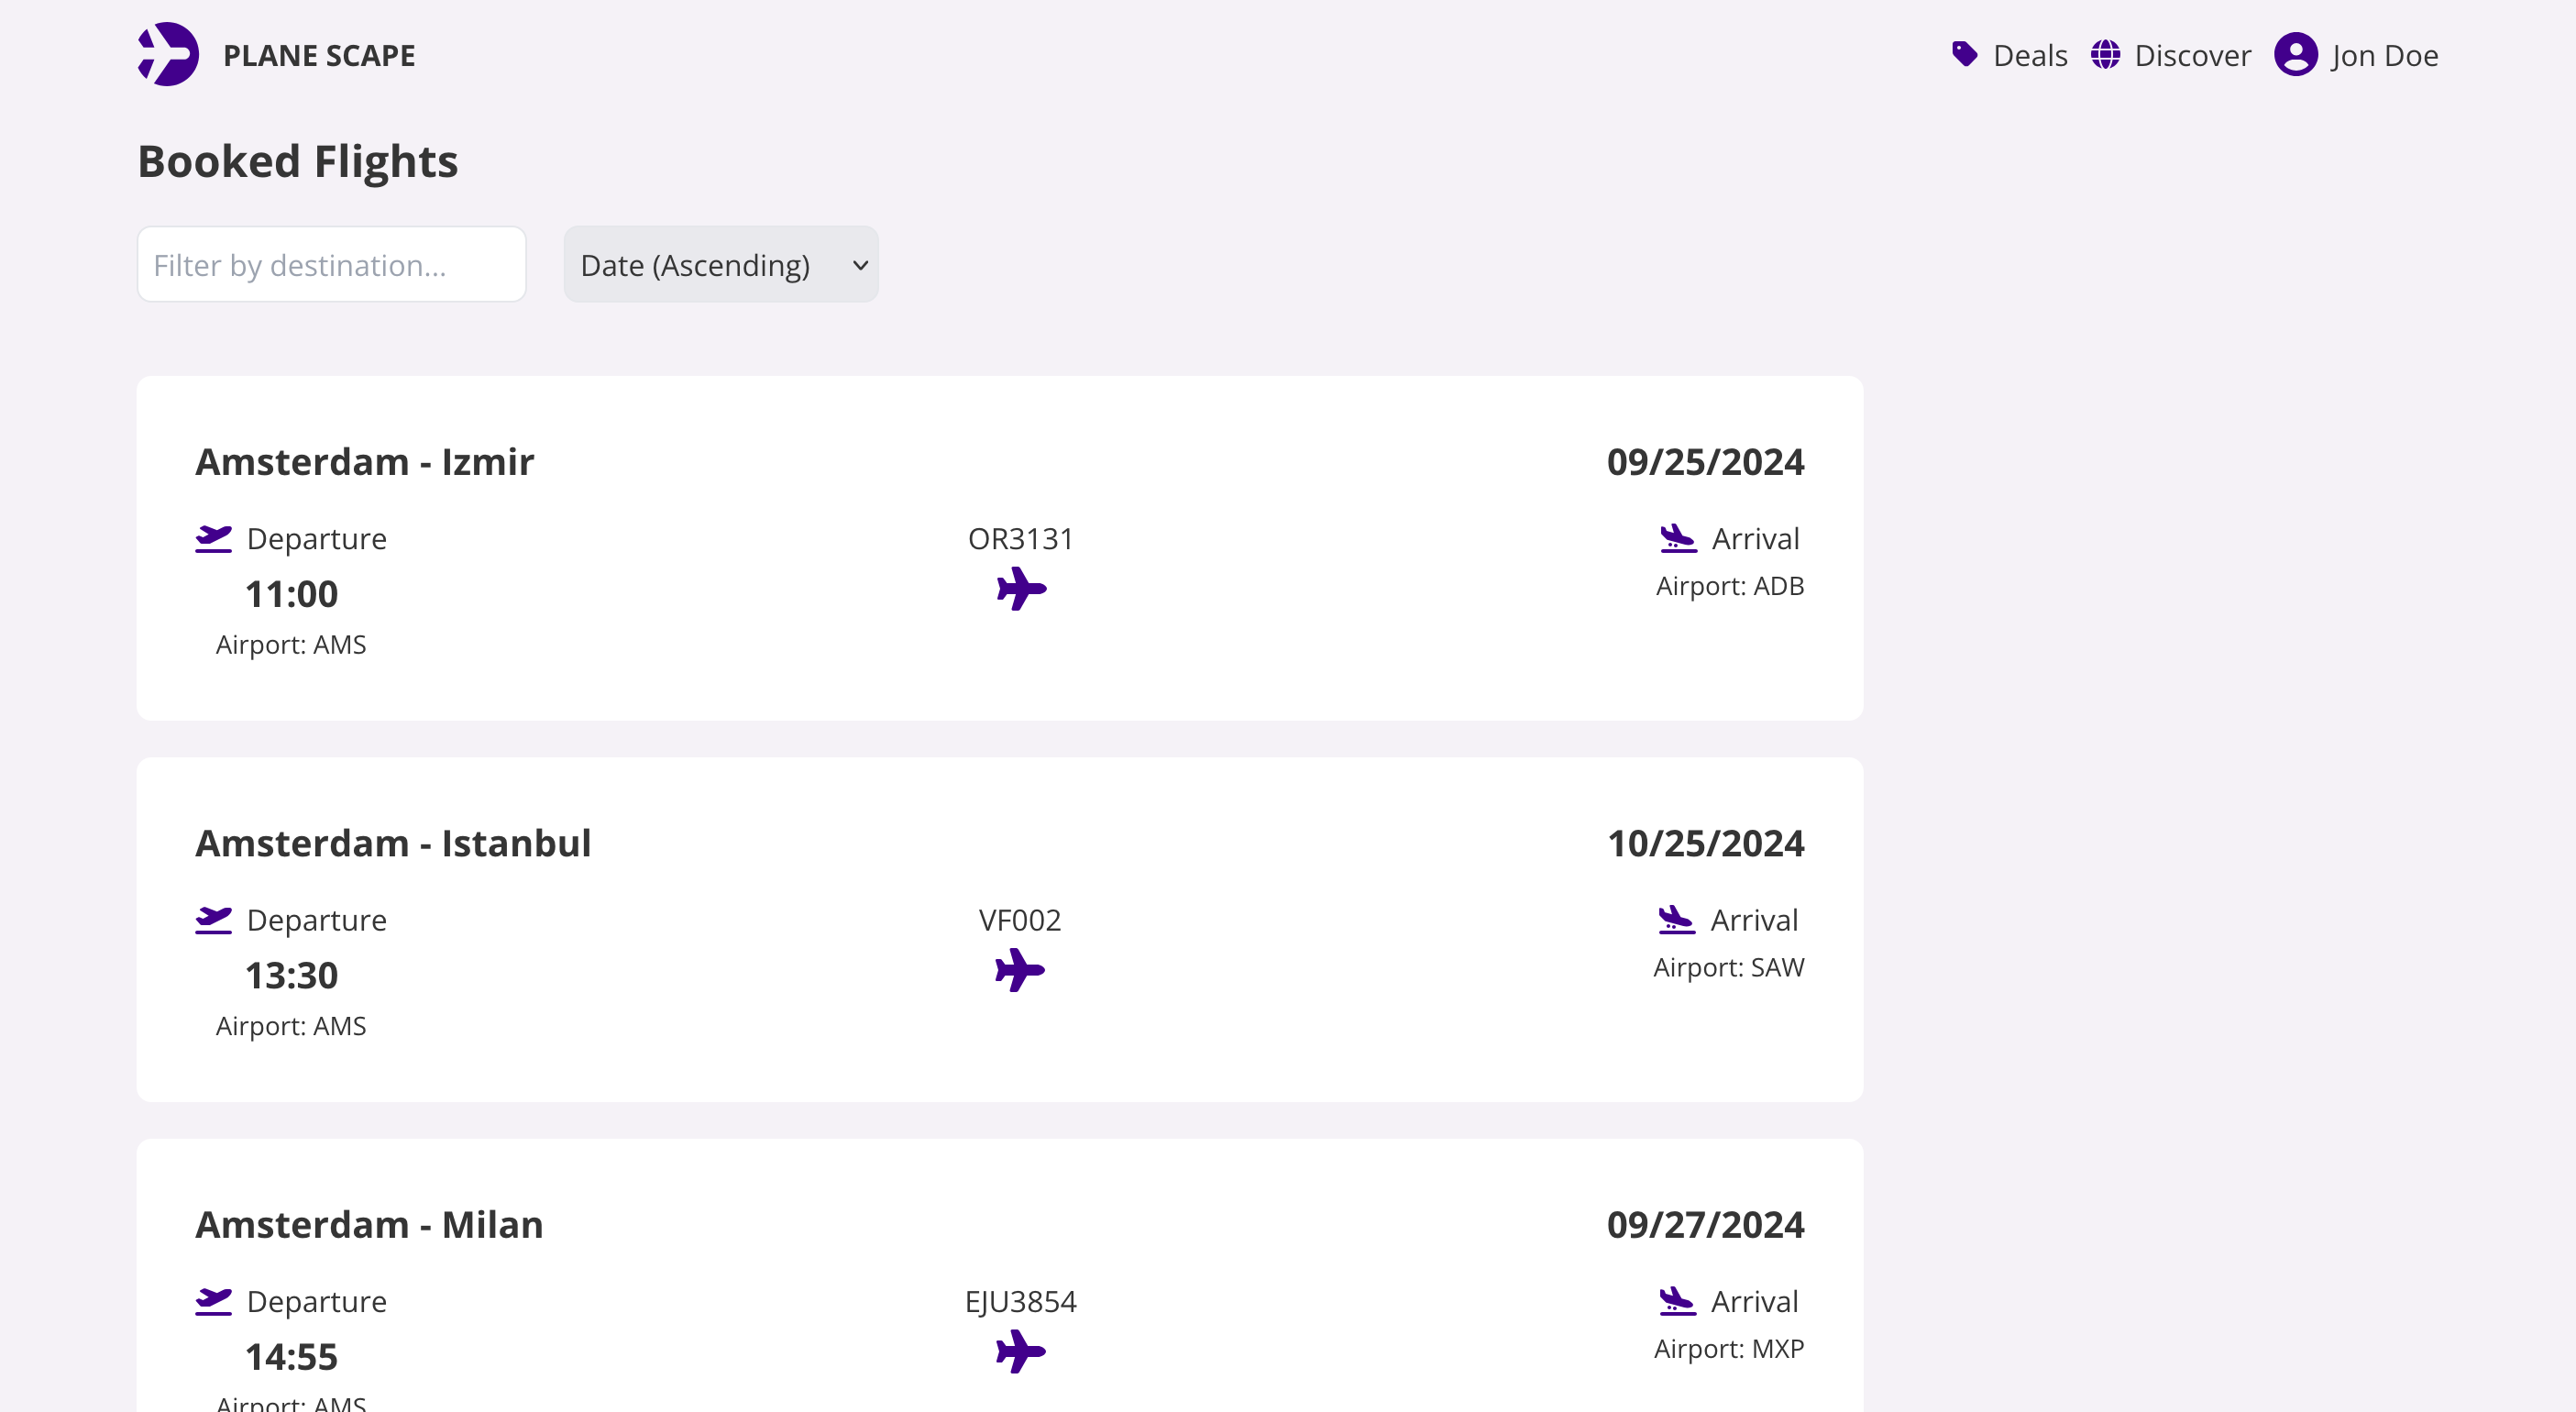 PLANE SCAPE
Deals Discover Jon Doe
Booked Flights
Filter by destination...
Date (Ascending)
Amsterdam - Izmir
09/25/2024
Departure
11:00
Airport: AMS
OR3131
Arrival
Airport: ADB
Amsterdam - Istanbul
10/25/2024
Departure
13:30
Airport: AMS
VF002
Arrival
Airport: SAW
Amsterdam - Milan
09/27/2024
Departure
14:55
Airport: AMS
EJU3854
Arrival
Airport: MXP